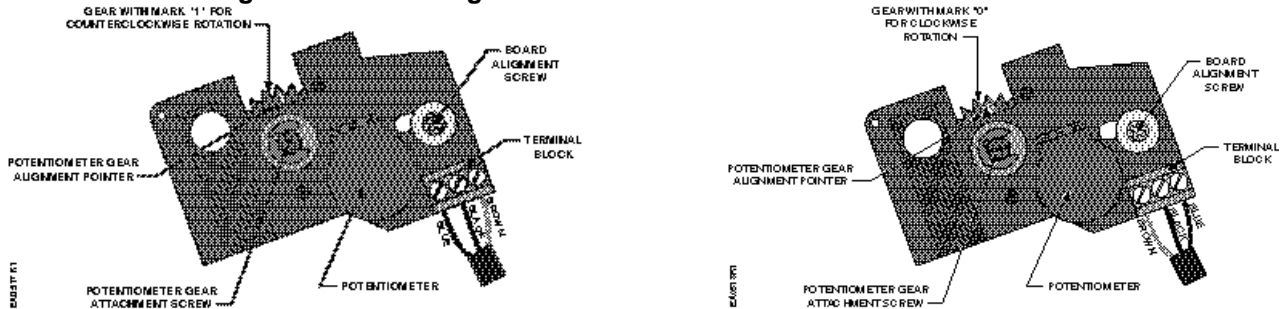 GEAR WITH MARK "1" FOR
COUNTERCLOCKWISE ROTATION
BOARD
ALIGNMENT
SCREW
TERMINAL
BLOCK
POTENTIOMETER GEAR
ALIGNMENT POINTER
BLUE
BLACK
BROWN
POTENTIOMETER GEAR
ATTACHMENT SCREW
POTENTIOMETER
GEAR WITH MARK "0"
FOR CLOCKWISE
ROTATION
BOARD
ALIGNMENT
SCREW
TERMINAL
BLOCK
POTENTIOMETER GEAR
ALIGNMENT POINTER
BROWN
BLACK
BLUE
POTENTIOMETER GEAR
ATTACHMENT SCREW
POTENTIOMETER